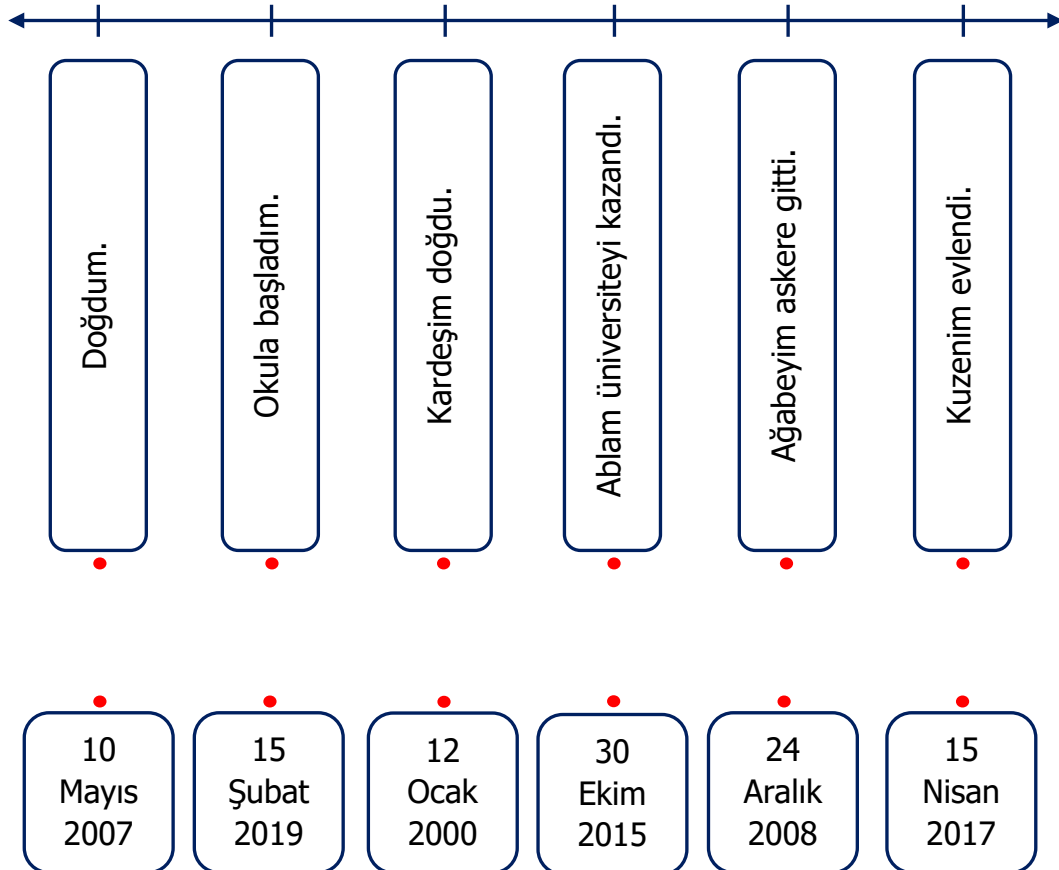 Doğdum.
Okula başladım.
Kardeşim doğdu.
Ablam üniversiteyi kazandı.
Ağabeyim askere gitti.
Kuzenim evlendi.
10
Mayıs
2007
15
Şubat
2019
12
Ocak
2000
30
Ekim
2015
24
Aralık
2008
15
Nisan
2017